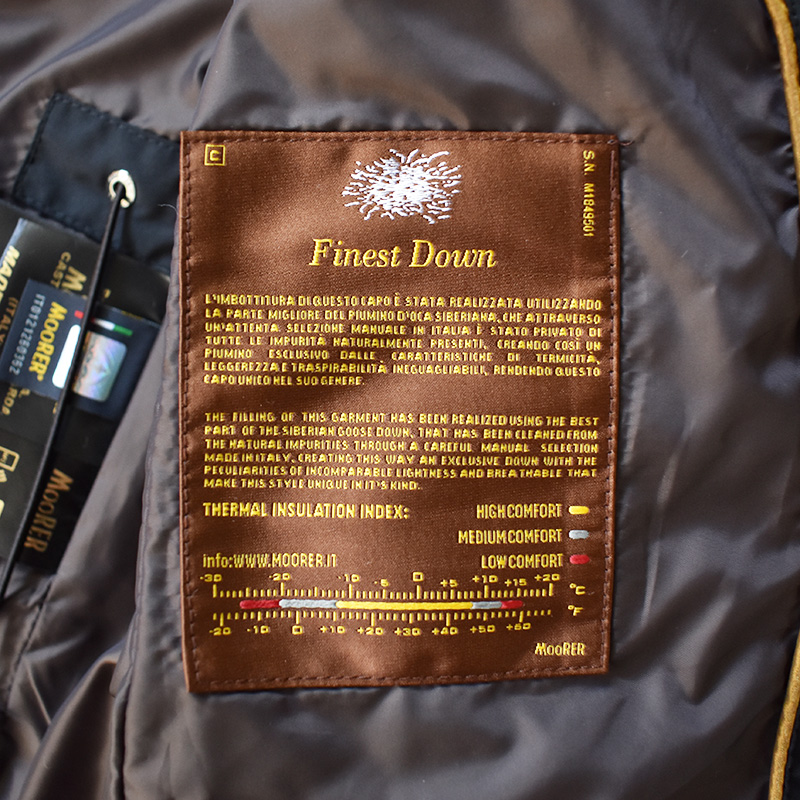 C
S.N. M1849501
Finest Down
L'IMBOTTITURA DI QUESTO CAPO È STATA REALIZZATA UTILIZZANDO
LA PARTE MIGLIORE DEL PIUMINO D'OCA SIBERIANA, CHE ATTRAVERSO
UN'ATTENTA SELEZIONE MANUALE IN ITALIA È STATO PRIVATO DI
TUTTE LE IMPURITÀ NATURALMENTE PRESENTI, CREANDO COSÌ UN
PIUMINO ESCLUSIVO DALLE CARATTERISTICHE DI TERMICITÀ,
LEGGEREZZA E TRASPIRABILITÀ INEGUAGLIABILI, RENDENDO QUESTO
CAPO UNICO NEL SUO GENERE.
THE FILLING OF THIS GARMENT HAS BEEN REALIZED USING THE BEST
PART OF THE SIBERIAN GOOSE DOWN, THAT HAS BEEN CLEANED FROM
THE NATURAL IMPURITIES THROUGH A CAREFUL MANUAL SELECTION
MADE IN ITALY, CREATING THIS WAY AN EXCLUSIVE DOWN WITH THE
PECULIARITIES OF INCOMPARABLE LIGHTNESS AND BREATHABLE THAT
MAKE THIS STYLE UNIQUE IN IT'S KIND..
THERMAL INSULATION INDEX: HIGH COMFORT
MEDIUM COMFORT
info:WWW.MOORER.IT LOW COMFORT
-30 -20 -10 -5 0 +5 +10 +15 +20
°C
°F
-20 -10 0 +10 +20 +30 +40 +50 +60
MooRER
MOORER
IT0121250352
MOORER